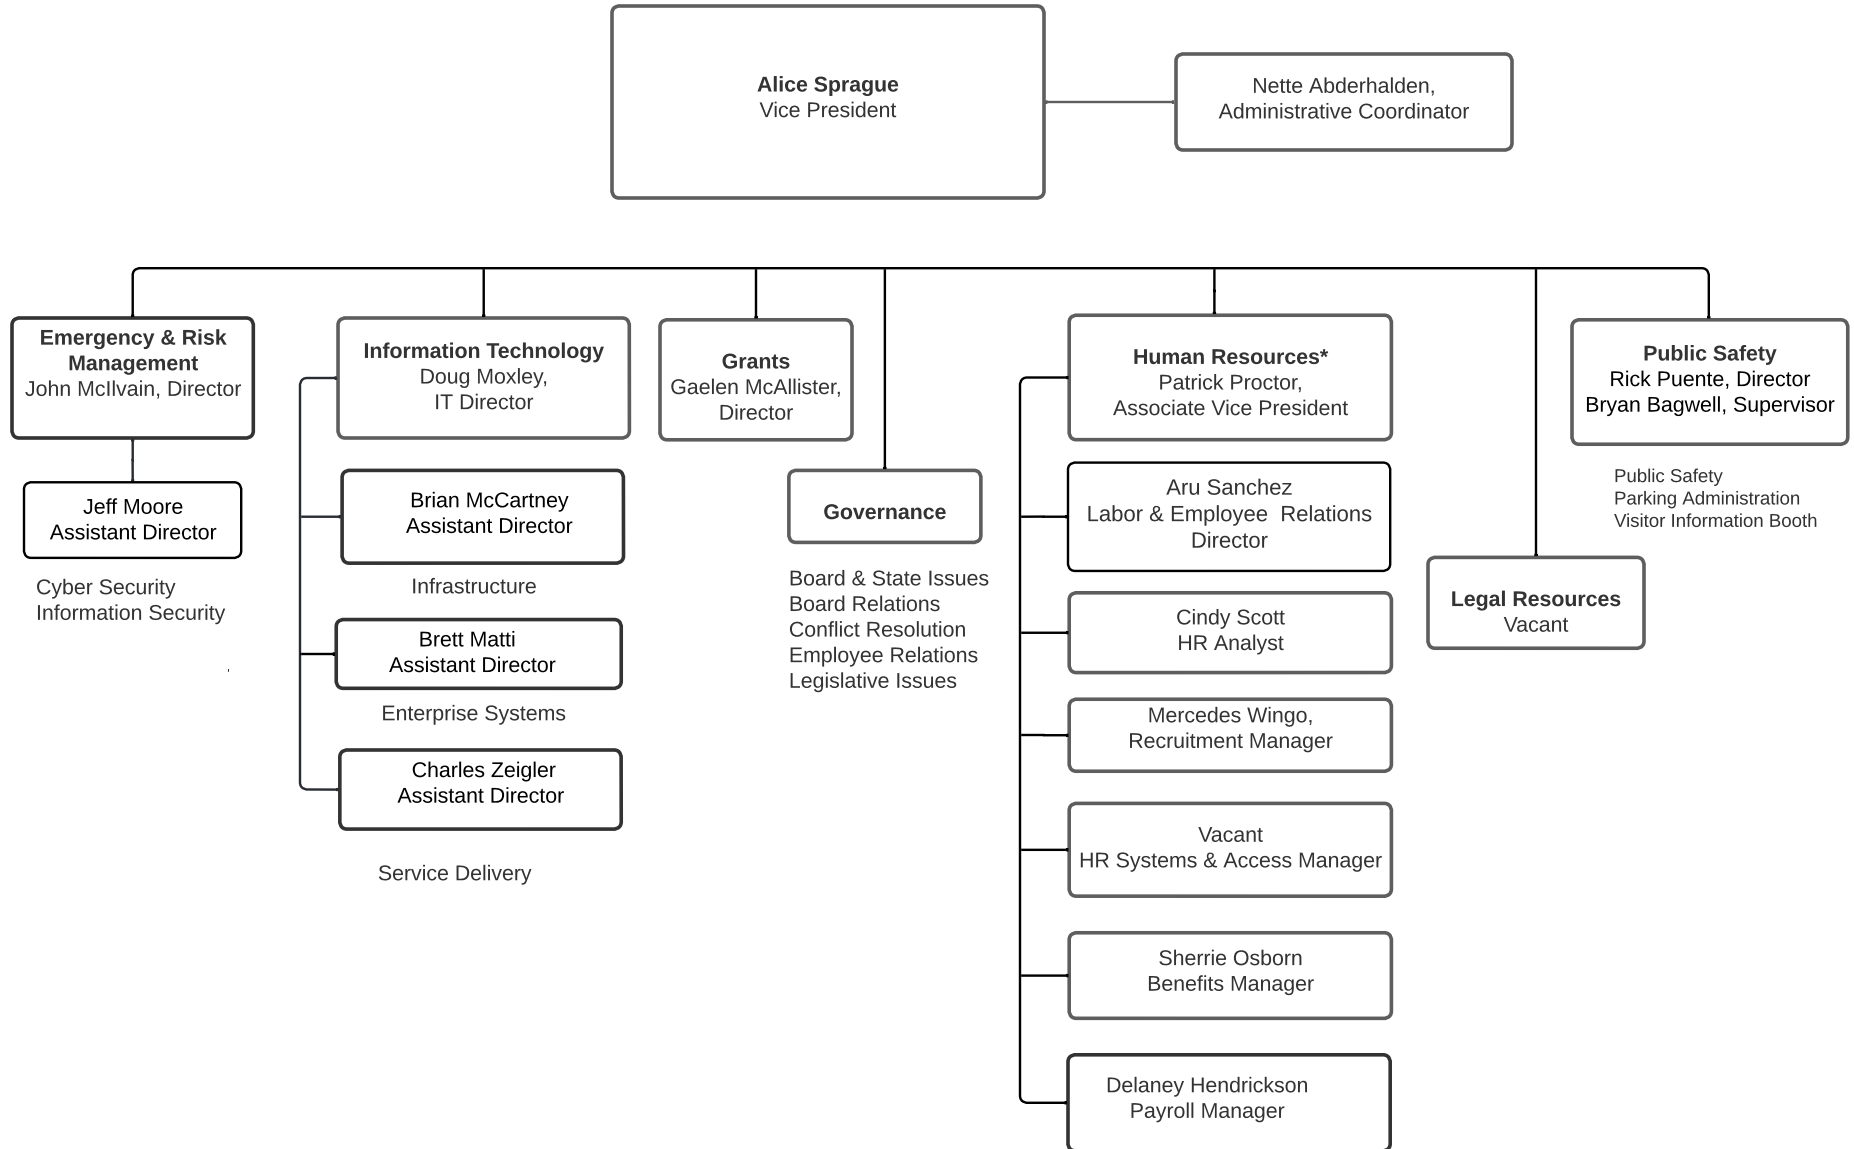 Alice Sprague
Vice President
Nette Abderhalden,
Administrative Coordinator
Emergency & Risk
Management
John McIlvain, Director
Jeff Moore
Assistant Director
Cyber Security
Information Security
Information Technology
Doug Moxley,
IT Director
Brian McCartney
Assistant Director
Infrastructure
Brett Matti
Assistant Director
Enterprise Systems
Charles Zeigler
Assistant Director
Service Delivery
Grants
Gaelen McAllister,
Director
Governance
Board & State Issues
Board Relations
Conflict Resolution
Employee Relations
Legislative Issues
Human Resources*
Patrick Proctor,
Associate Vice President
Aru Sanchez
Labor & Employee  Relations
Director
Cindy Scott
HR Analyst
Mercedes Wingo,
Recruitment Manager
Vacant
HR Systems & Access Manager
Sherrie Osborn
Benefits Manager
Delaney Hendrickson
Payroll Manager
Legal Resources
Vacant
Public Safety
Rick Puente, Director
Bryan Bagwell, Supervisor
Public Safety
Parking Administration
Visitor Information Booth